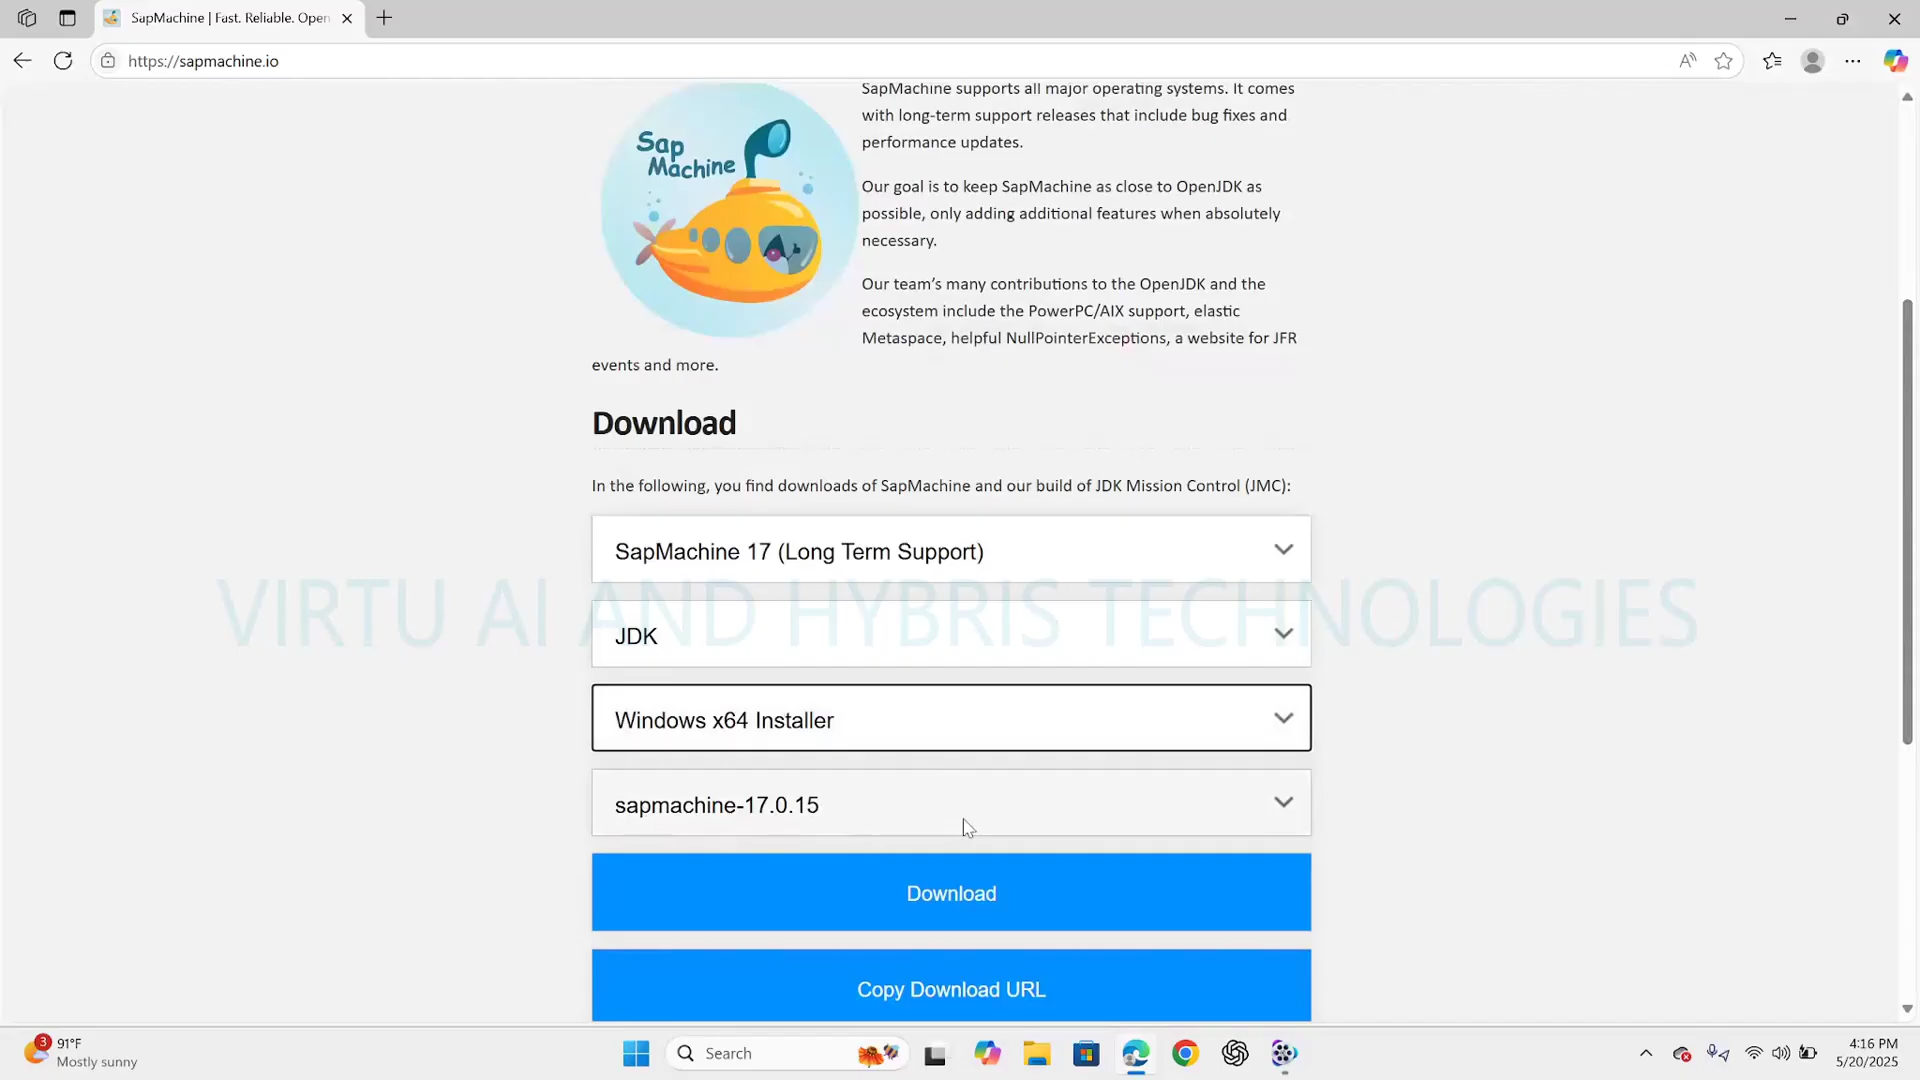 SapMachine | Fast. Reliable. Open
https://sapmachine.io
Sap
Machine
SapMachine supports all major operating systems. It comes
with long-term support releases that include bug fixes and
performance updates.
Our goal is to keep SapMachine as close to OpenJDK as
possible, only adding additional features when absolutely
necessary.
Our team’s many contributions to the OpenJDK and the
ecosystem include the PowerPC/AIX support, elastic
Metaspace, helpful NullPointerExceptions, a website for JFR
events and more.
Download
In the following, you find downloads of SapMachine and our build of JDK Mission Control (JMC):
SapMachine 17 (Long Term Support)
VIRTU AI AND HYBRIS TECHNOLOGIES
JDK
Windows x64 Installer
sapmachine-17.0.15
Download
Copy Download URL
3
91°F
Mostly sunny
Search
4:16 PM
5/20/2025